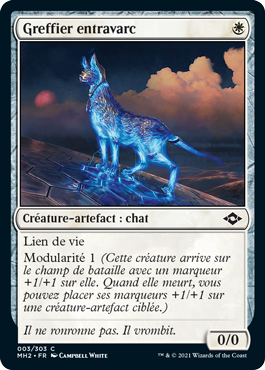 Greffier entravarc
Créature-artefact : chat
Lien de vie
Modularité 1 (Cette créature arrive sur
le champ de bataille avec un marqueur
+1/+1 sur elle. Quand elle meurt, vous
pouvez placer ses marqueurs +1/+1 sur
une créature-artefact ciblée.)
Il ne ronronne pas. Il vrombit.
0/0
003/303 C
MH2 • FR Campbell White
™ & © 2021 Wizards of the Coast